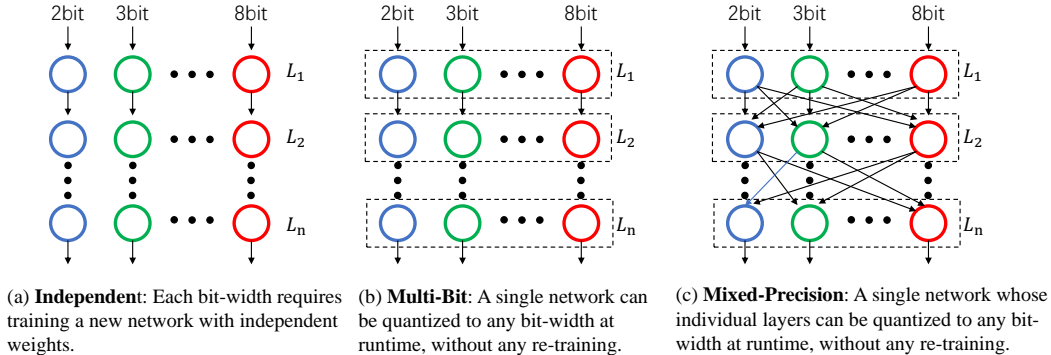 2bit 3bit 8bit
L₁
L₂
Lₙ
(a) Independent: Each bit-width requires
training a new network with independent
weights.
2bit 3bit 8bit
L₁
L₂
Lₙ
(b) Multi-Bit: A single network can
be quantized to any bit-width at
runtime, without any re-training.
2bit 3bit 8bit
L₁
L₂
Lₙ
(c) Mixed-Precision: A single network whose
individual layers can be quantized to any bit-
width at runtime, without any re-training.